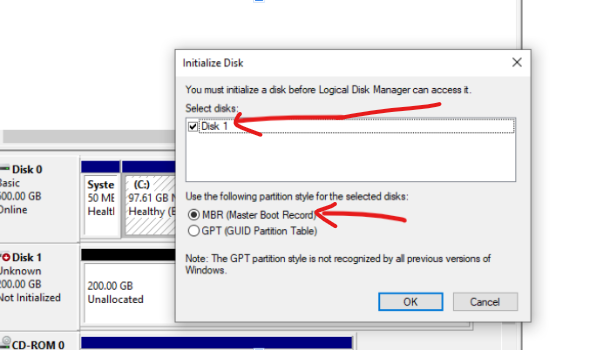 Initialize Disk
You must initialize a disk before Logical Disk Manager can access it.
Select disks:
Disk 1
Use the following partition style for the selected disks:
MBR (Master Boot Record)
GPT (GUID Partition Table)
Note: The GPT partition style is not recognized by all previous versions of
Windows.
OK Cancel
Disk 0
Basic
500.00 GB
Online
Syste
50 ME
Healtl
(C:)
97.61 GB N
Healthy (E
Disk 1
Unknown
200.00 GB
Not Initialized
200.00 GB
Unallocated
CD-ROM 0